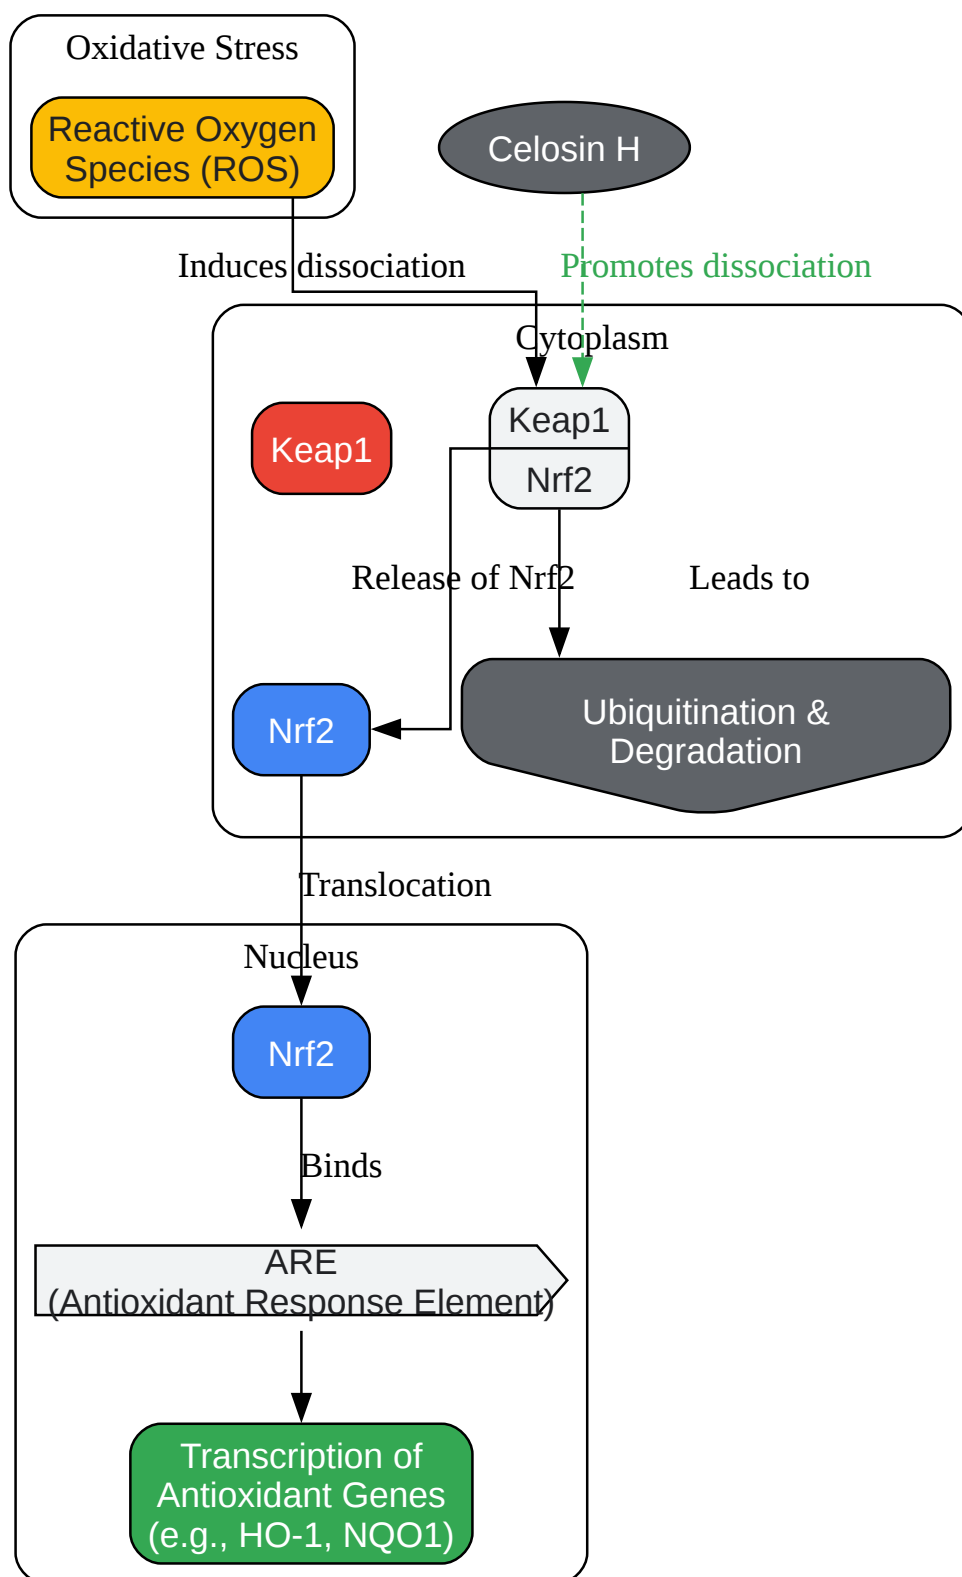 Oxidative Stress
Reactive Oxygen
Species (ROS)
Celosin H
Induces dissociation
Promotes dissociation
Cytoplasm
Keap1
Keap1
Nrf2
Release of Nrf2
Leads to
Nrf2
Ubiquitination &
Degradation
Translocation
Nucleus
Nrf2
Binds
ARE
(Antioxidant Response Element)
Transcription of
Antioxidant Genes
(e.g., HO-1, NQO1)